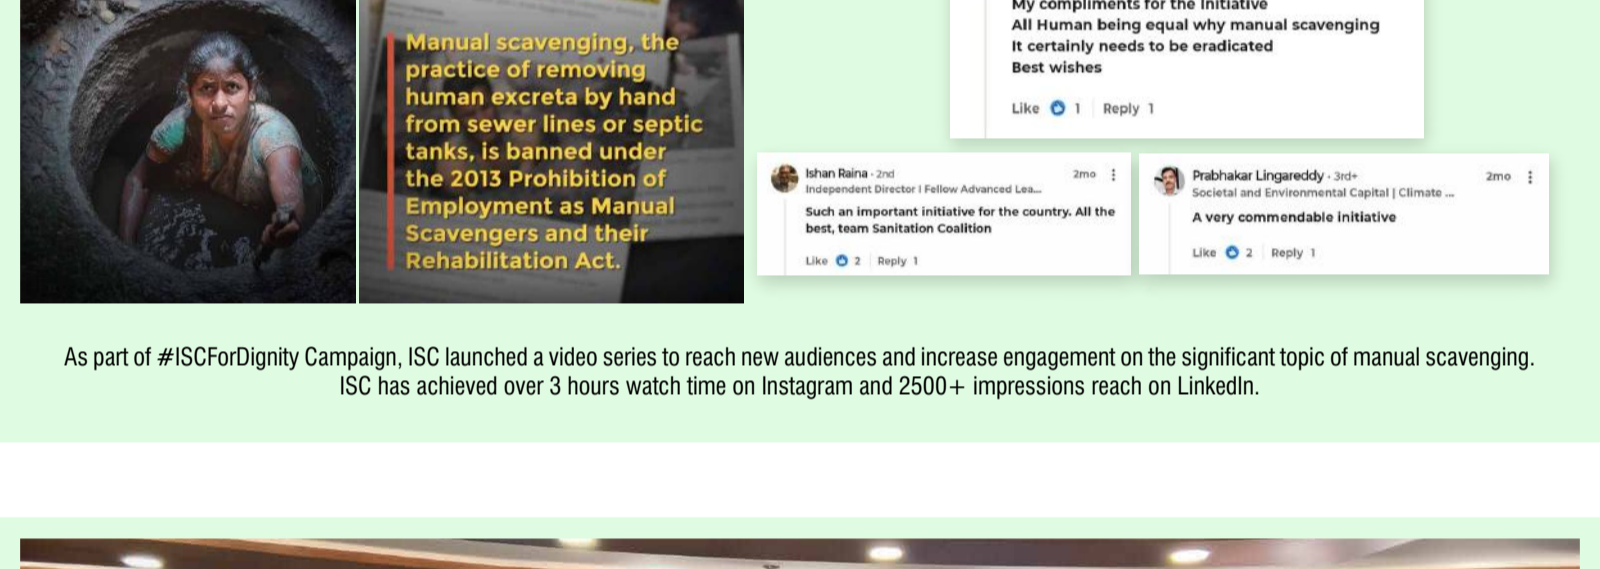 Manual scavenging, the
practice of removing
human excreta by hand
from sewer lines or septic
tanks, is banned under
the 2013 Prohibition of
Employment as Manual
Scavengers and their
Rehabilitation Act.
My compliments for the Initiative
All Human being equal why manual scavenging
It certainly needs to be eradicated
Best wishes
Like 1 | Reply 1
Ishan Raina · 2nd 2mo
Independent Director I Fellow Advanced Lea...
Such an important initiative for the country. All the
best, team Sanitation Coalition
Like 2 | Reply 1
Prabhakar Lingareddy · 3rd+ 2mo
Societal and Environmental Capital | Climate ...
A very commendable initiative
Like 2 | Reply 1
As part of #ISCForDignity Campaign, ISC launched a video series to reach new audiences and increase engagement on the significant topic of manual scavenging.
ISC has achieved over 3 hours watch time on Instagram and 2500+ impressions reach on LinkedIn.